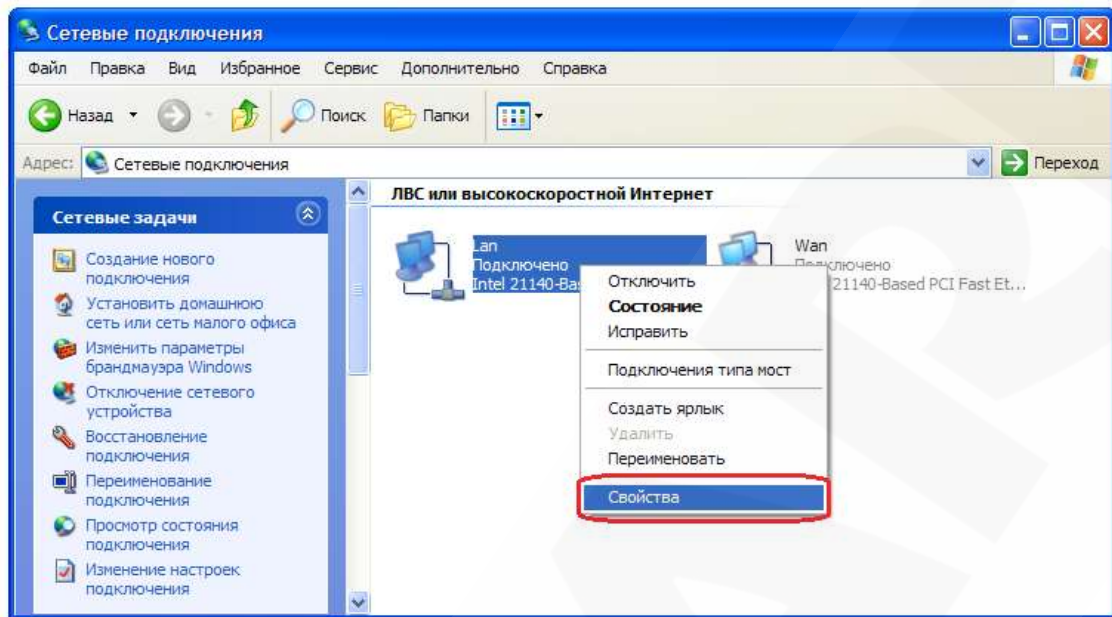 Сетевые подключения
Файл Правка Вид Избранное Сервис Дополнительно Справка
Назад Поиск Папки
Адрес: Сетевые подключения Переход
Сетевые задачи
Создание нового
подключения
Установить домашнюю
сеть или сеть малого офиса
Изменить параметры
брандмауэра Windows
Отключение сетевого
устройства
Восстановление
подключения
Переименование
подключения
Просмотр состояния
подключения
Изменение настроек
подключения
ЛВС или высокоскоростной Интернет
Lan
Подключено
Intel 21140-Bas
Wan
Подключено
21140-Based PCI Fast Et...
Отключить
Состояние
Исправить
Подключения типа мост
Создать ярлык
Удалить
Переименовать
Свойства